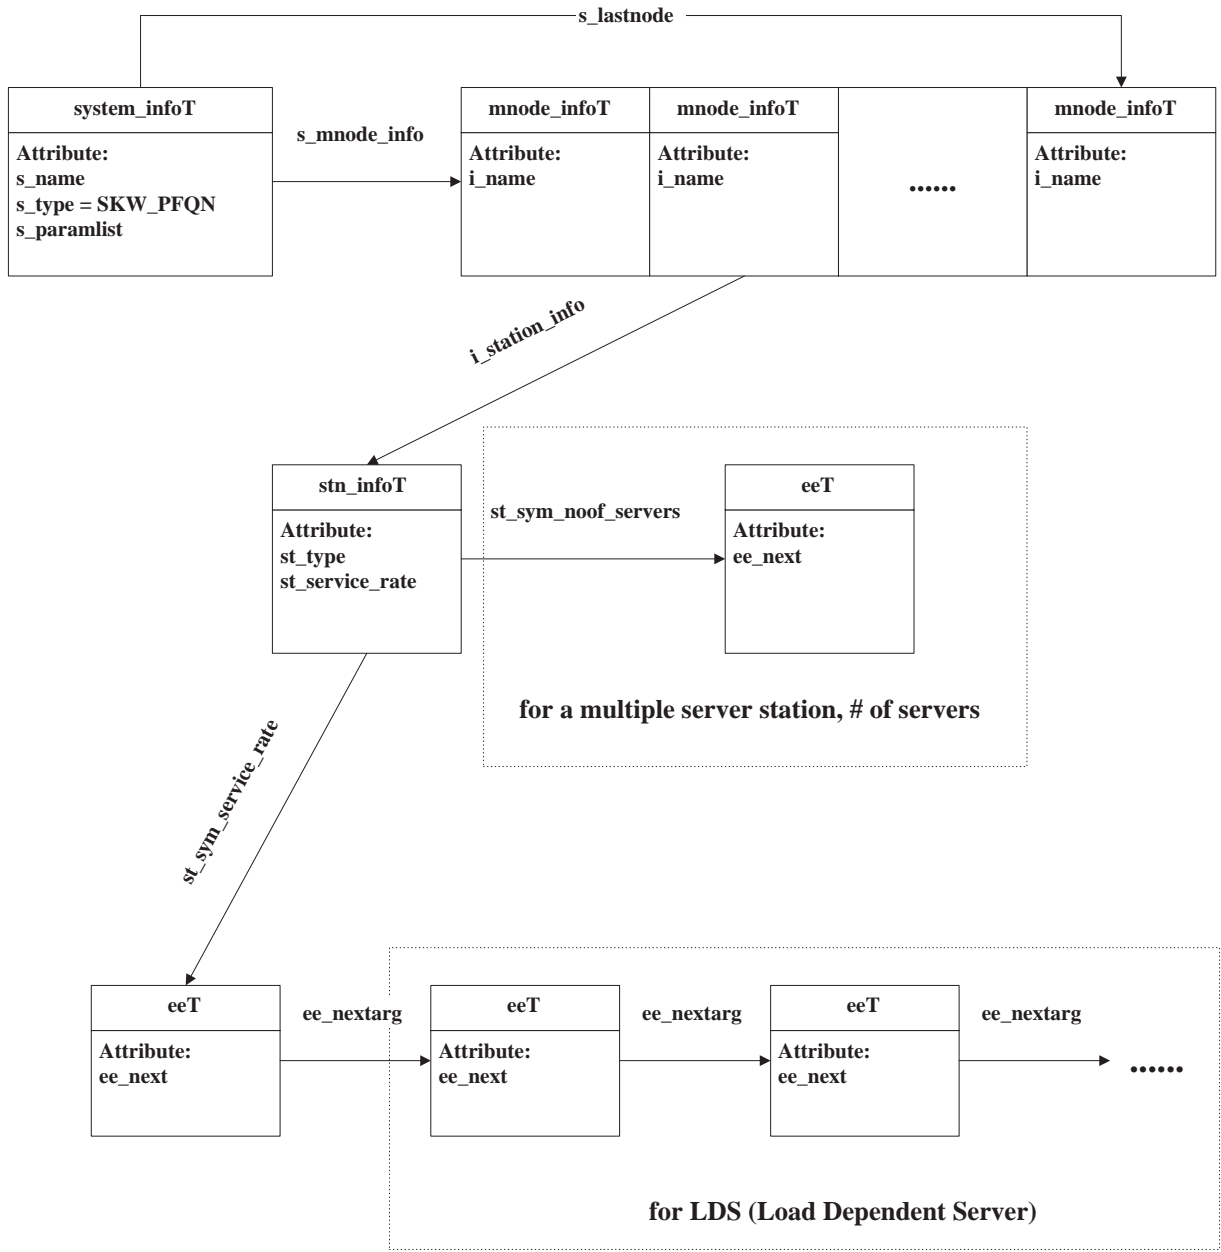 s_lastnode
system_infoT
Attribute:
s_name
s_type = SKW_PFQN
s_paramlist
s_mnode_info
mnode_infoT
Attribute:
i_name
mnode_infoT
Attribute:
i_name
......
mnode_infoT
Attribute:
i_name
i_station_info
stn_infoT
Attribute:
st_type
st_service_rate
st_sym_noof_servers
eeT
Attribute:
ee_next
for a multiple server station, # of servers
st_sym_service_rate
eeT
Attribute:
ee_next
ee_nextarg
eeT
Attribute:
ee_next
ee_nextarg
eeT
Attribute:
ee_next
ee_nextarg
......
for LDS (Load Dependent Server)